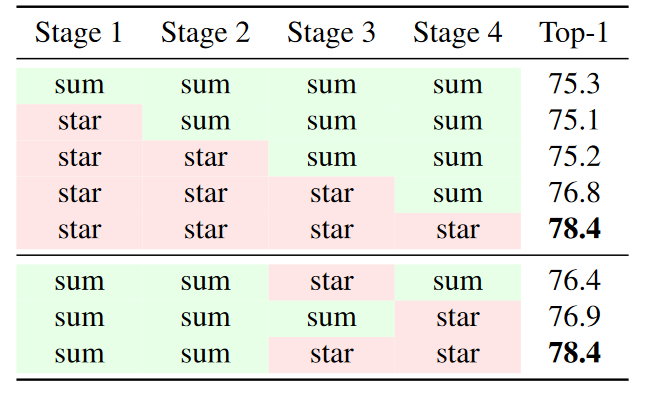 Stage 1 Stage 2 Stage 3 Stage 4 Top-1
sum sum sum sum 75.3
star sum sum sum 75.1
star star sum sum 75.2
star star star sum 76.8
star star star star 78.4
sum sum star sum 76.4
sum sum sum star 76.9
sum sum star star 78.4